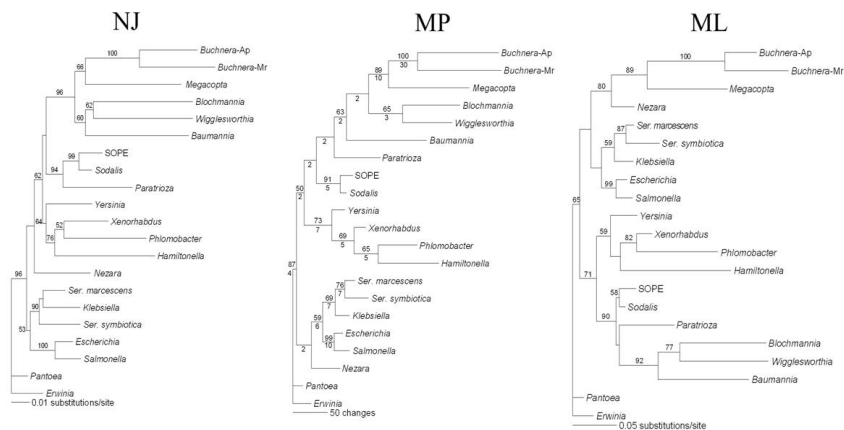 NJ
100
Buchnera-Ap
Buchnera-Mr
66
Megacopta
96
Blochmannia
62
Wigglesworthia
60
Baumannia
99
SOPE
Sodalis
94
Paratrioza
62
Yersinia
64
Xenorhabdus
52
Phlomobacter
76
Hamiltonella
Nezara
96
Ser. marcescens
90
Klebsiella
Ser. symbiotica
53
Escherichia
100
Salmonella
Pantoea
Erwinia
0.01 substitutions/site
MP
100
30
Buchnera-Ap
Buchnera-Mr
89
10
Megacopta
2
Blochmannia
65
3
Wigglesworthia
63
2
Baumannia
2
Paratrioza
2
SOPE
91
5
Sodalis
50
2
Yersinia
73
7
Xenorhabdus
69
5
Phlomobacter
65
5
Hamiltonella
87
4
Ser. marcescens
76
7
Ser. symbiotica
69
7
Klebsiella
59
6
Escherichia
99
10
Salmonella
2
Nezara
Pantoea
Erwinia
50 changes
ML
100
Buchnera-Ap
Buchnera-Mr
89
Megacopta
80
Nezara
Ser. marcescens
87
Ser. symbiotica
59
Klebsiella
Escherichia
99
Salmonella
65
Yersinia
59
Xenorhabdus
82
Phlomobacter
Hamiltonella
71
SOPE
58
Sodalis
90
Paratrioza
Blochmannia
77
Wigglesworthia
92
Baumannia
Pantoea
Erwinia
0.05 substitutions/site